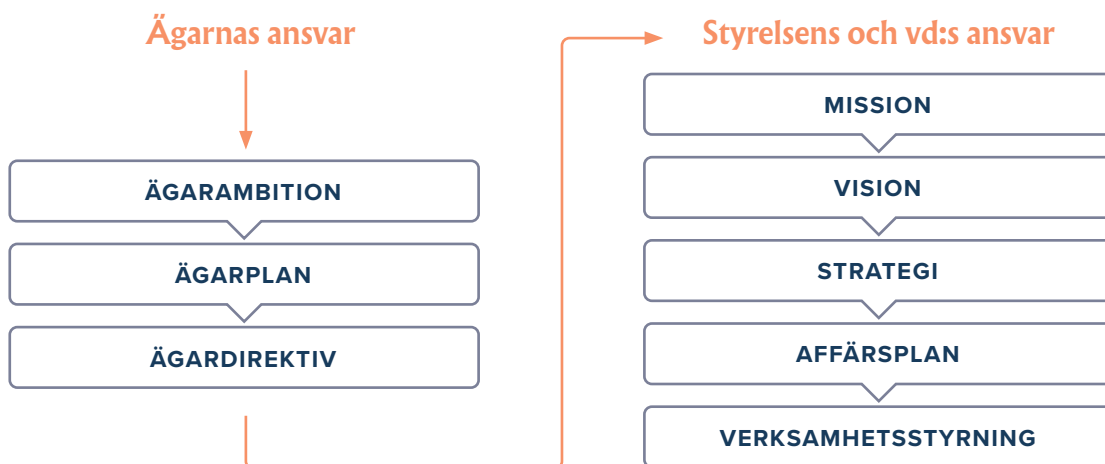 Ägarnas ansvar
ÄGARAMBITION
ÄGARPLAN
ÄGARDIREKTIV
Styrelsens och vd:s ansvar
MISSION
VISION
STRATEGI
AFFÄRSPLAN
VERKSAMHETSSTYRNING